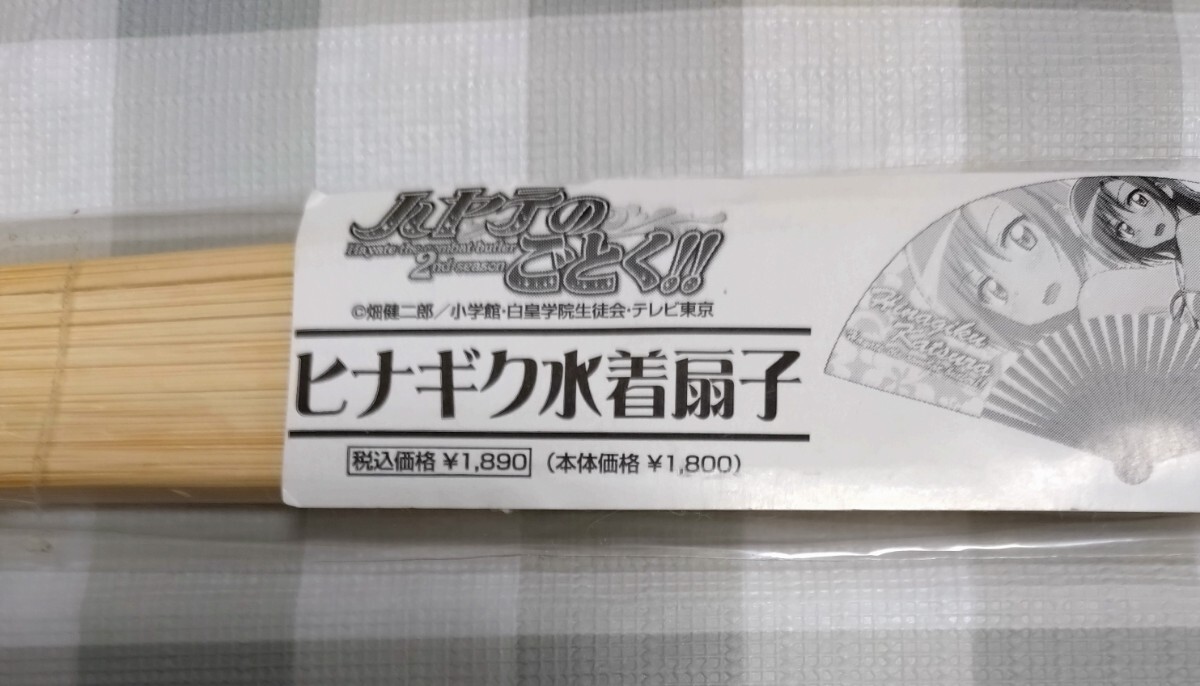 ハヤテの
Hayate the combat butler
2nd season
ごとく!!
©畑健二郎／小学館・白皇学院生徒会・テレビ東京
ヒナギク水着扇子
税込価格 ¥1,890 (本体価格 ¥1,800)
Hinagiku
Katsura